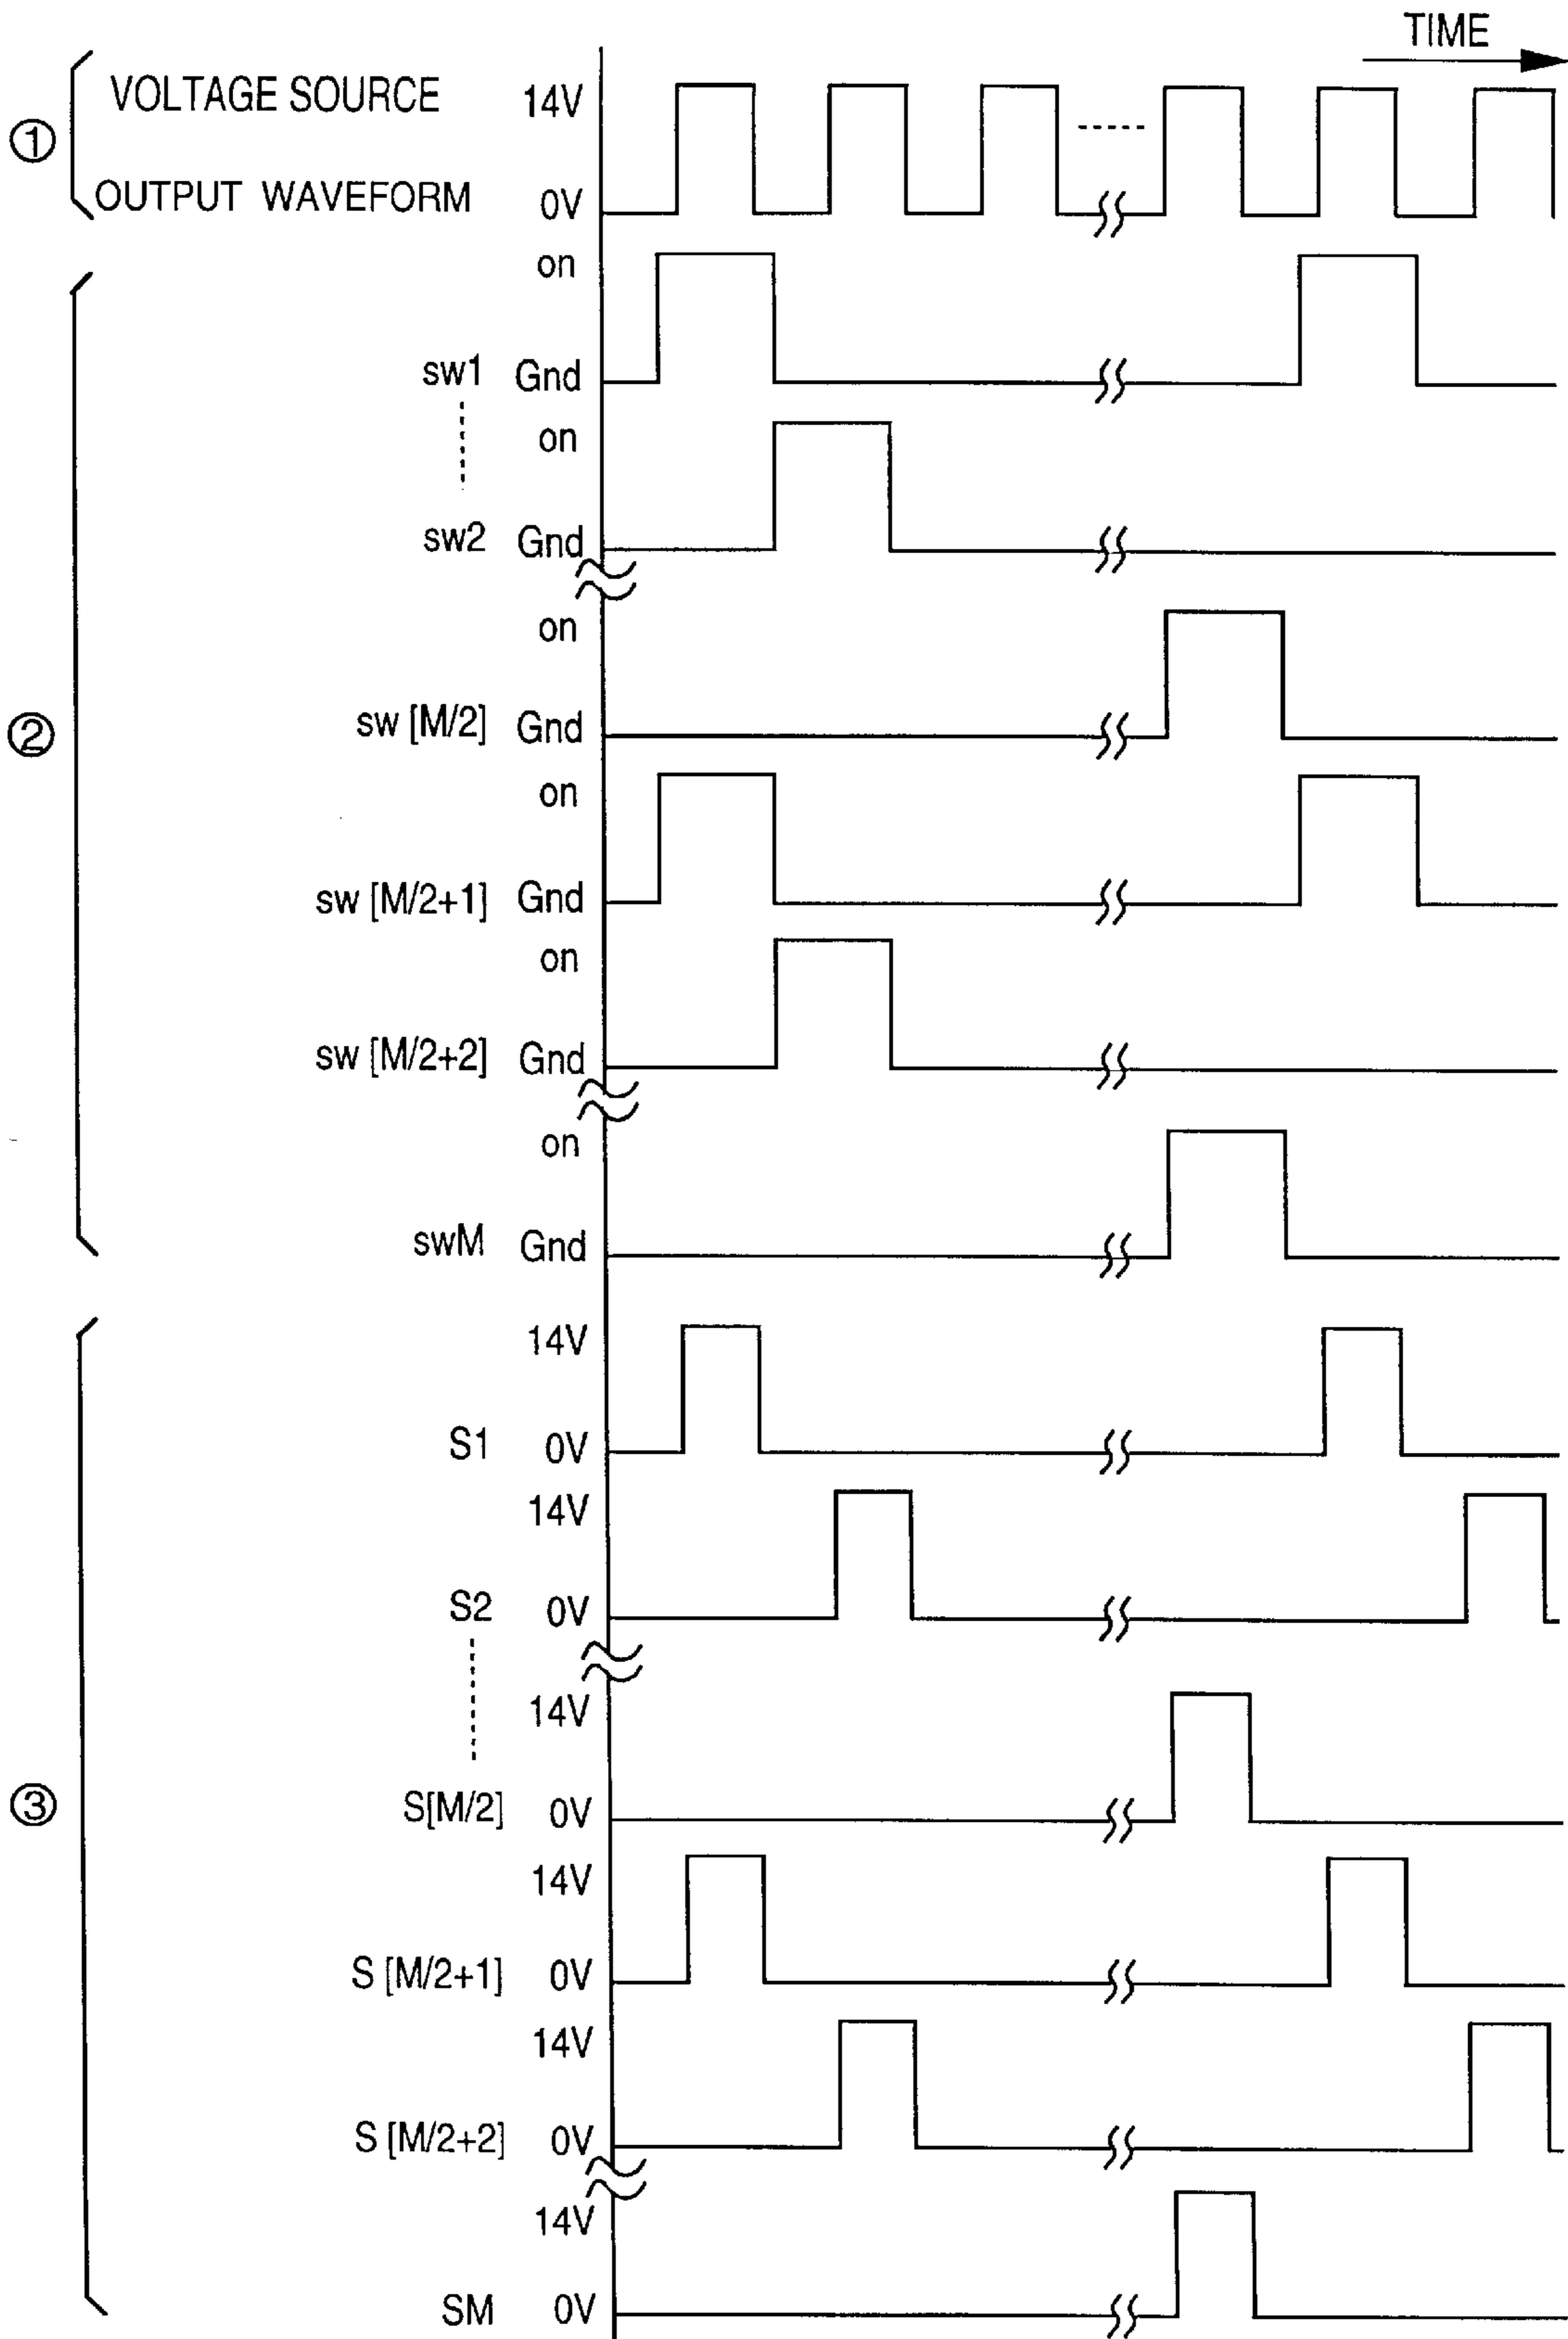 TIME
① VOLTAGE SOURCE 14V
OUTPUT WAVEFORM 0V
②
on
sw1 Gnd
on
sw2 Gnd
on
sw [M/2] Gnd
on
sw [M/2+1] Gnd
on
sw [M/2+2] Gnd
on
swM Gnd
③
14V
S1 0V
14V
S2 0V
14V
S[M/2] 0V
14V
S [M/2+1] 0V
14V
S [M/2+2] 0V
14V
SM 0V